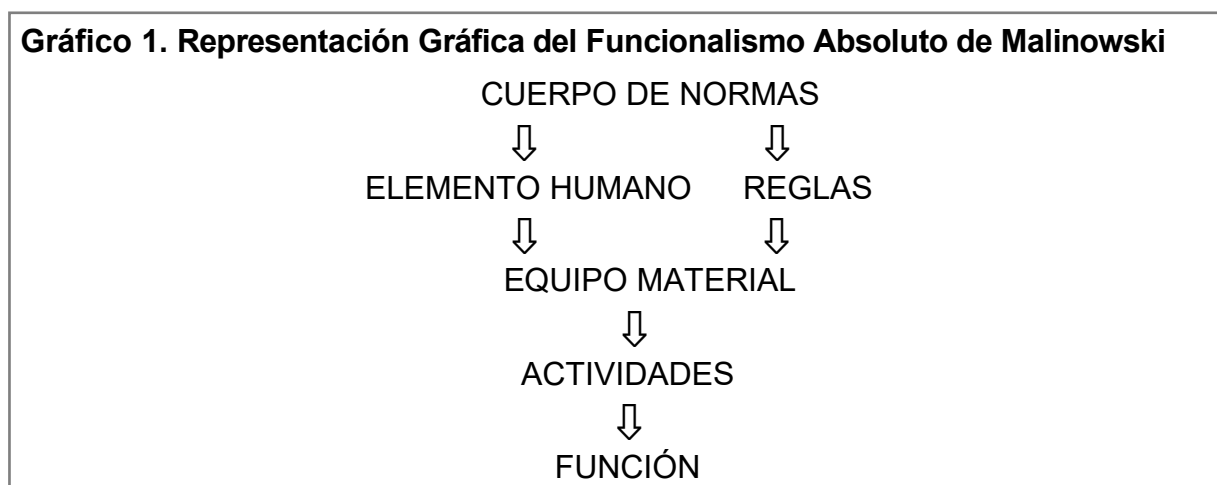 Gráfico 1. Representación Gráfica del Funcionalismo Absoluto de Malinowski
CUERPO DE NORMAS
⇩ ⇩
ELEMENTO HUMANO REGLAS
⇩ ⇩
EQUIPO MATERIAL
⇩
ACTIVIDADES
⇩
FUNCIÓN